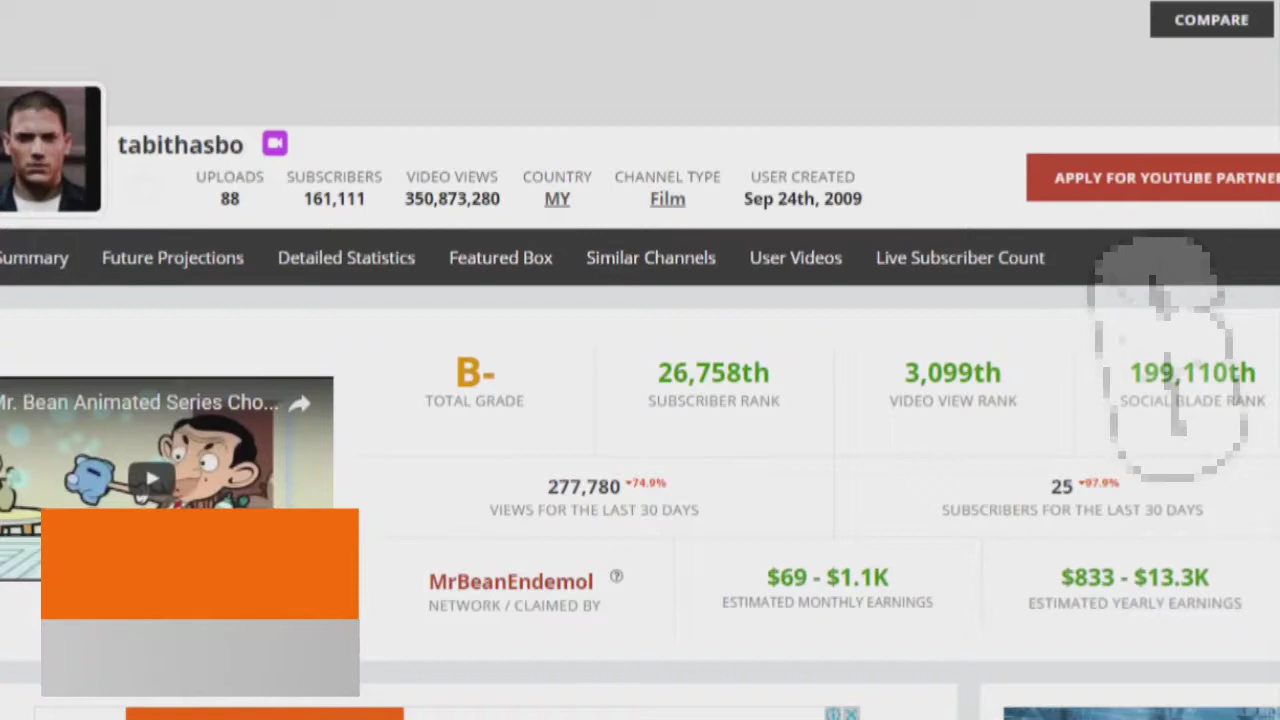 COMPARE
tabithasbo
UPLOADS SUBSCRIBERS VIDEO VIEWS COUNTRY CHANNEL TYPE USER CREATED
88 161,111 350,873,280 MY Film Sep 24th, 2009
APPLY FOR YOUTUBE PARTNE
Summary Future Projections Detailed Statistics Featured Box Similar Channels User Videos Live Subscriber Count
Mr. Bean Animated Series Cho...
B- 26,758th 3,099th 199,110th
TOTAL GRADE SUBSCRIBER RANK VIDEO VIEW RANK SOCIAL BLADE RANK
277,780 -74.9% 25 -97.9%
VIEWS FOR THE LAST 30 DAYS SUBSCRIBERS FOR THE LAST 30 DAYS
MrBeanEndemol $69 - $1.1K $833 - $13.3K
NETWORK / CLAIMED BY ESTIMATED MONTHLY EARNINGS ESTIMATED YEARLY EARNINGS